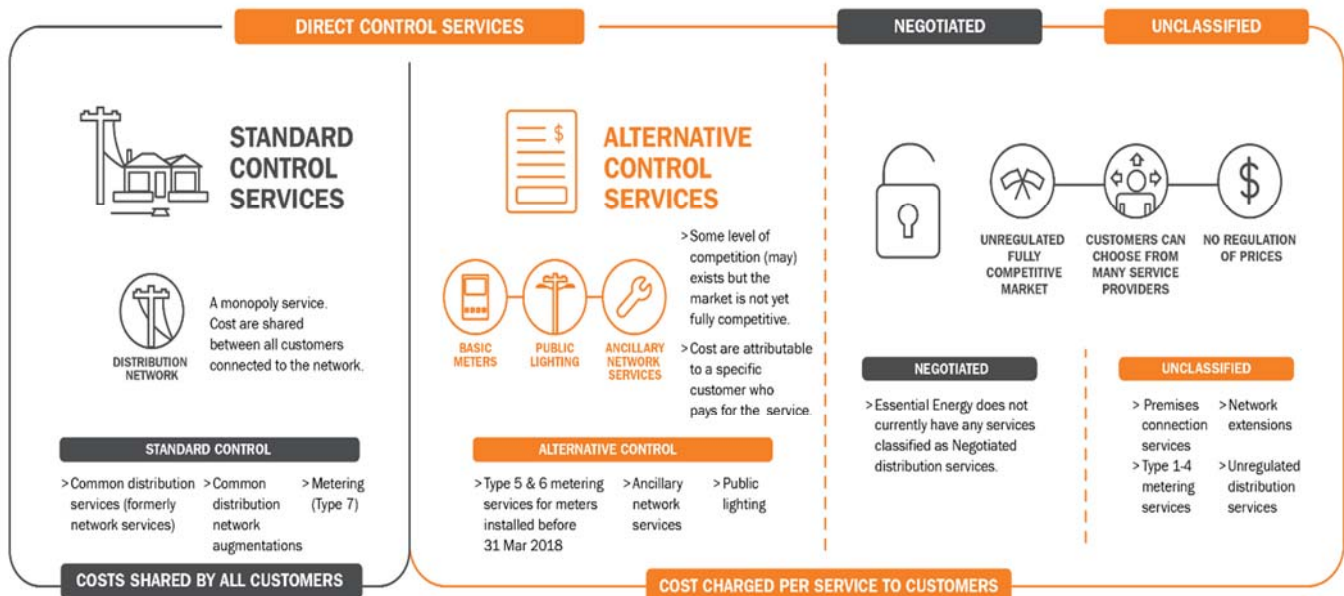 DIRECT CONTROL SERVICES
NEGOTIATED
UNCLASSIFIED
STANDARD
CONTROL
SERVICES
DISTRIBUTION
NETWORK
A monopoly service.
Cost are shared
between all customers
connected to the network.
STANDARD CONTROL
> Common distribution
services (formerly
network services)
> Common
distribution
network
augmentations
> Metering
(Type 7)
COSTS SHARED BY ALL CUSTOMERS
$
ALTERNATIVE
CONTROL
SERVICES
BASIC
METERS
PUBLIC
LIGHTING
ANCILLARY
NETWORK
SERVICES
> Some level of
competition (may)
exists but the
market is not yet
fully competitive.
> Cost are attributable
to a specific
customer who
pays for the service.
ALTERNATIVE CONTROL
> Type 5 & 6 metering
services for meters
installed before
31 Mar 2018
> Ancillary
network
services
> Public
lighting
UNREGULATED
FULLY
COMPETITIVE
MARKET
CUSTOMERS CAN
CHOOSE FROM
MANY SERVICE
PROVIDERS
$
NO REGULATION
OF PRICES
NEGOTIATED
> Essential Energy does not
currently have any services
classified as Negotiated
distribution services.
UNCLASSIFIED
> Premises
connection
services
> Type 1-4
metering
services
> Network
extensions
> Unregulated
distribution
services
COST CHARGED PER SERVICE TO CUSTOMERS